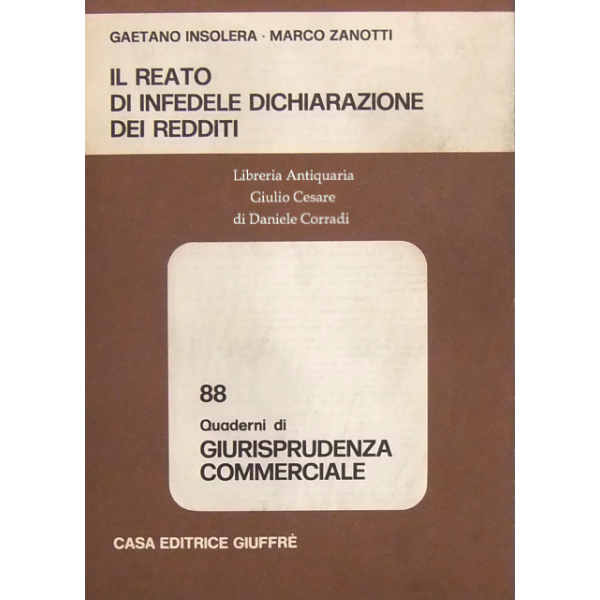 GAETANO INSOLERA · MARCO ZANOTTI
IL REATO
DI INFEDELE DICHIARAZIONE
DEI REDDITI
Libreria Antiquaria
Giulio Cesare
di Daniele Corradi
88
Quaderni di
GIURISPRUDENZA
COMMERCIALE
CASA EDITRICE GIUFFRÈ